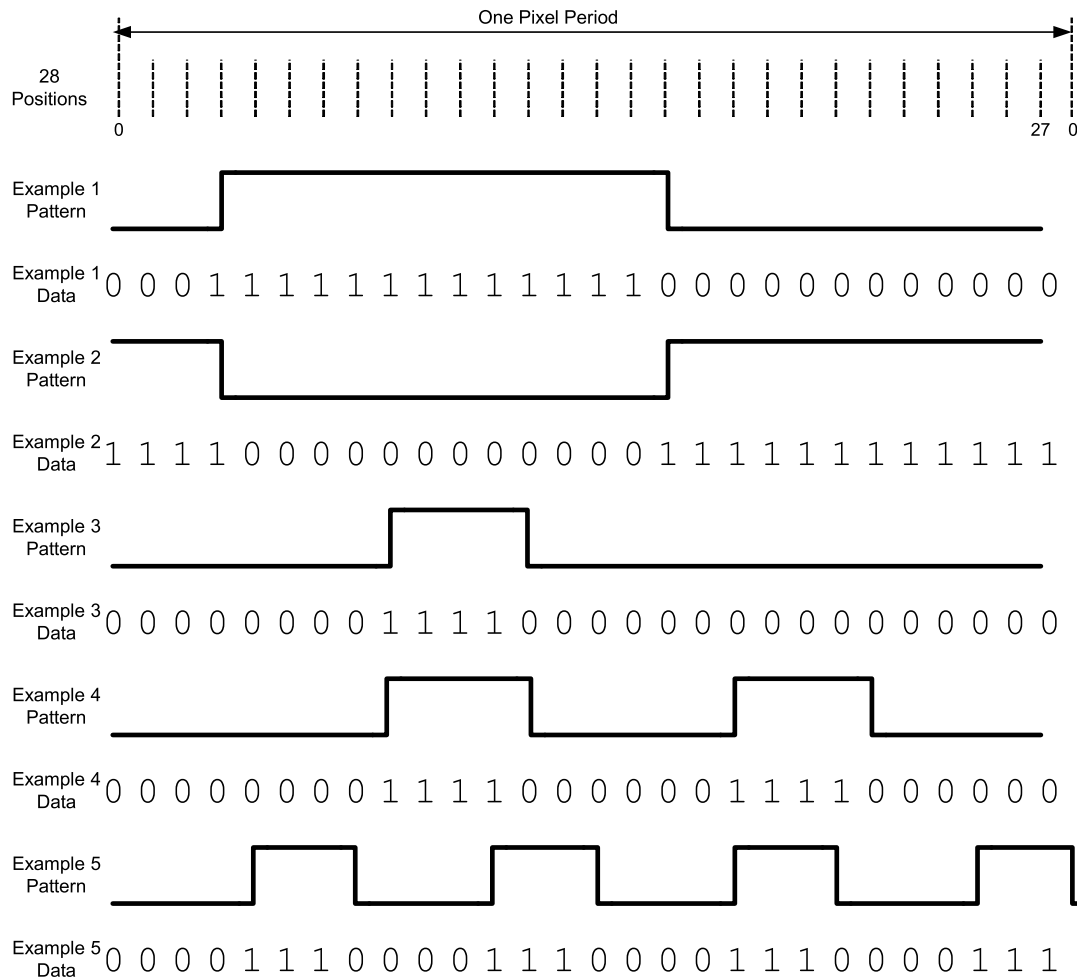 One Pixel Period
28
Positions
0 27 0
Example 1
Pattern
Example 1
Data
0 0 0 1 1 1 1 1 1 1 1 1 1 1 1 1 0 0 0 0 0 0 0 0 0 0 0 0
Example 2
Pattern
Example 2
Data
1 1 1 1 0 0 0 0 0 0 0 0 0 0 0 0 1 1 1 1 1 1 1 1 1 1 1 1
Example 3
Pattern
Example 3
Data
0 0 0 0 0 0 0 0 1 1 1 1 0 0 0 0 0 0 0 0 0 0 0 0 0 0 0 0
Example 4
Pattern
Example 4
Data
0 0 0 0 0 0 0 0 1 1 1 1 0 0 0 0 0 0 1 1 1 1 0 0 0 0 0 0
Example 5
Pattern
Example 5
Data
0 0 0 0 1 1 1 0 0 0 0 1 1 1 0 0 0 0 1 1 1 0 0 0 0 1 1 1